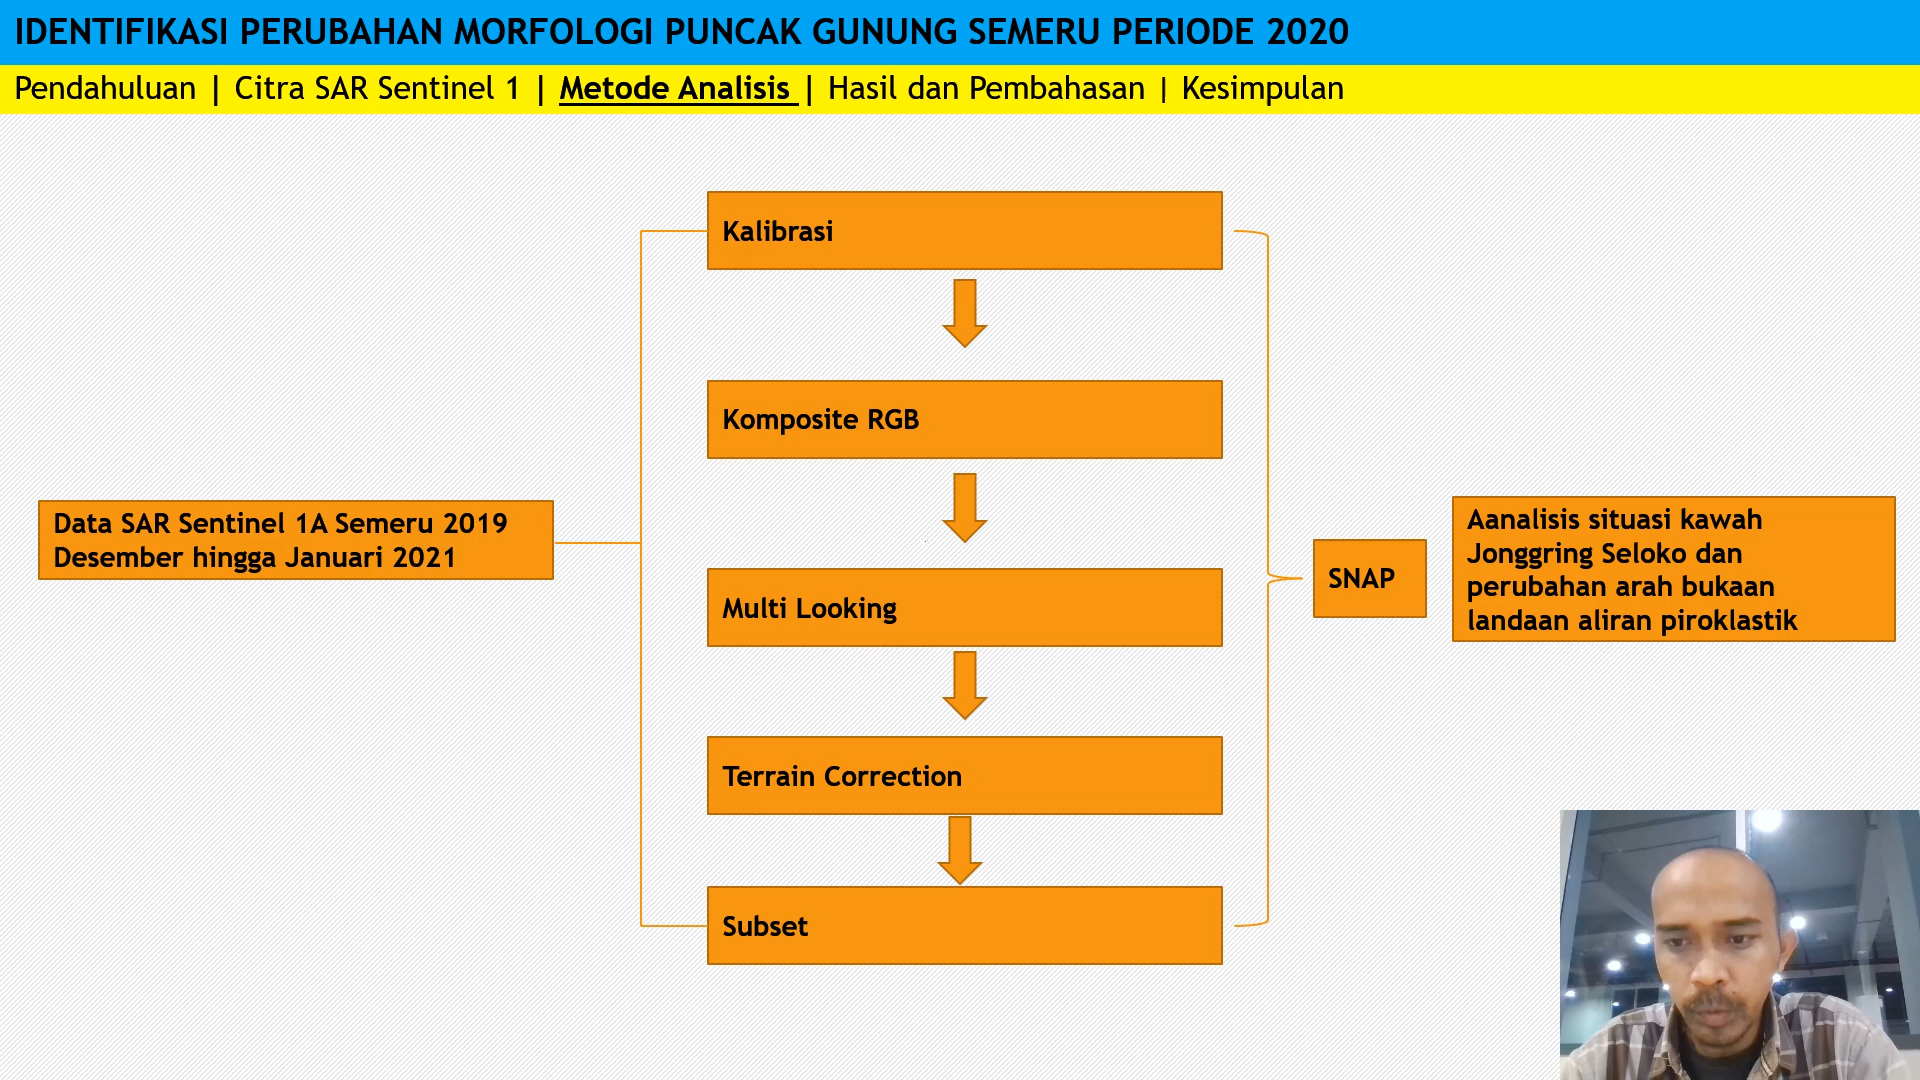 IDENTIFIKASI PERUBAHAN MORFOLOGI PUNCAK GUNUNG SEMERU PERIODE 2020
Pendahuluan | Citra SAR Sentinel 1 | Metode Analisis | Hasil dan Pembahasan | Kesimpulan
Data SAR Sentinel 1A Semeru 2019
Desember hingga Januari 2021
Kalibrasi
Komposite RGB
Multi Looking
Terrain Correction
Subset
SNAP
Aanalisis situasi kawah
Jonggring Seloko dan
perubahan arah bukaan
landaan aliran piroklastik